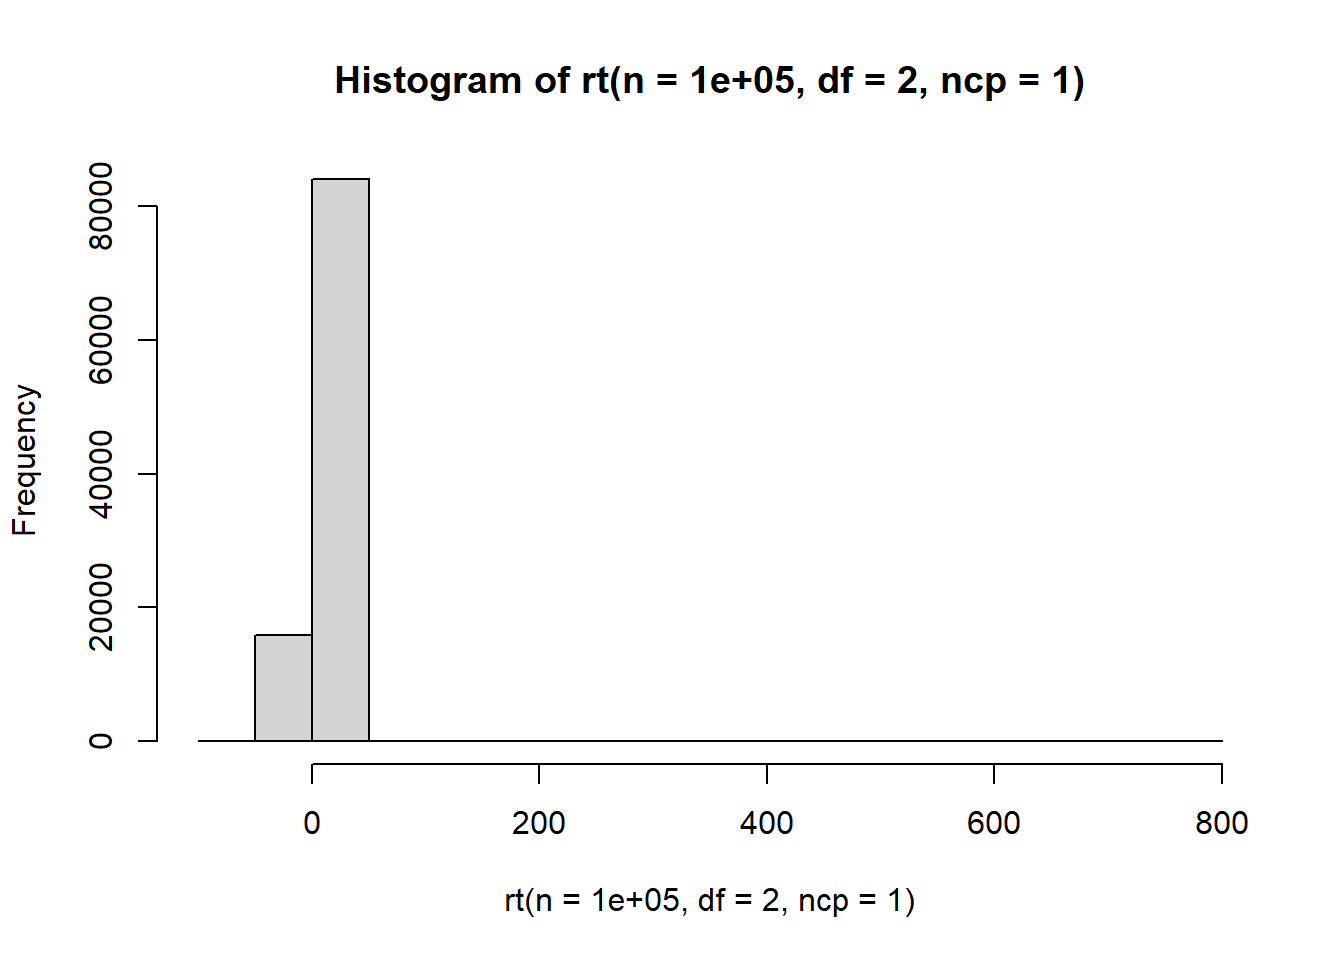 Histogram of rt(n = 1e+05, df = 2, ncp = 1)
Frequency
80000
60000
40000
20000
0
0 200 400 600 800
rt(n = 1e+05, df = 2, ncp = 1)